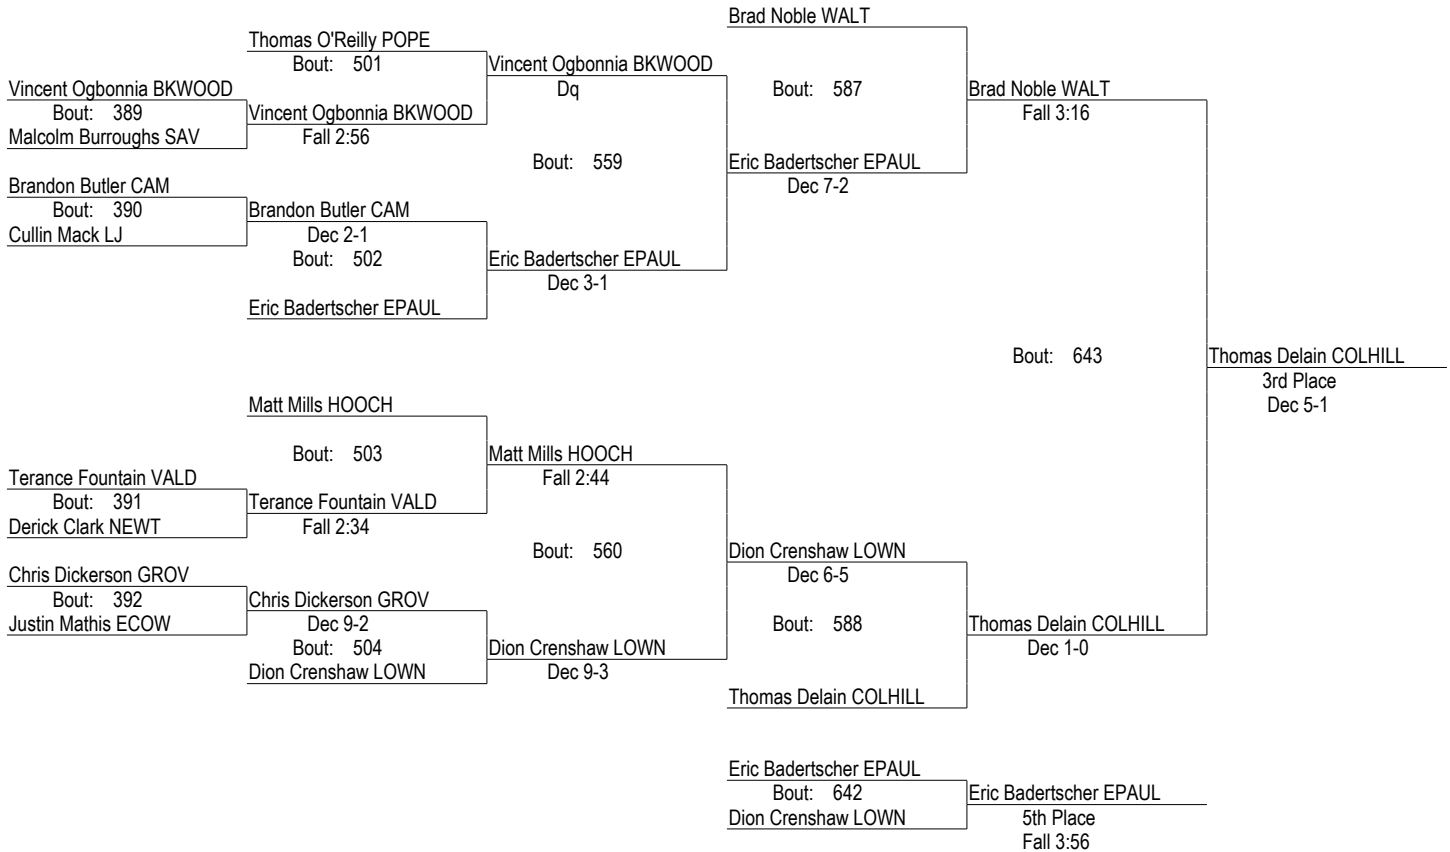 Brad Noble WALT
Thomas O'Reilly POPE
Bout: 501
Vincent Ogbonnia BKWOOD
Vincent Ogbonnia BKWOOD
Dq
Bout: 587
Brad Noble WALT
Bout: 389
Vincent Ogbonnia BKWOOD
Fall 3:16
Malcolm Burroughs SAV
Fall 2:56
Bout: 559
Eric Badertscher EPAUL
Brandon Butler CAM
Dec 7-2
Bout: 390
Brandon Butler CAM
Cullin Mack LJ
Dec 2-1
Bout: 502
Eric Badertscher EPAUL
Dec 3-1
Eric Badertscher EPAUL
Bout: 643
Thomas Delain COLHILL
3rd Place
Dec 5-1
Matt Mills HOOCH
Bout: 503
Matt Mills HOOCH
Terance Fountain VALD
Fall 2:44
Bout: 391
Terance Fountain VALD
Derick Clark NEWT
Fall 2:34
Bout: 560
Dion Crenshaw LOWN
Chris Dickerson GROV
Dec 6-5
Bout: 392
Chris Dickerson GROV
Justin Mathis ECOW
Dec 9-2
Bout: 588
Thomas Delain COLHILL
Bout: 504
Dion Crenshaw LOWN
Dec 1-0
Dion Crenshaw LOWN
Dec 9-3
Thomas Delain COLHILL
Eric Badertscher EPAUL
Bout: 642
Eric Badertscher EPAUL
Dion Crenshaw LOWN
5th Place
Fall 3:56